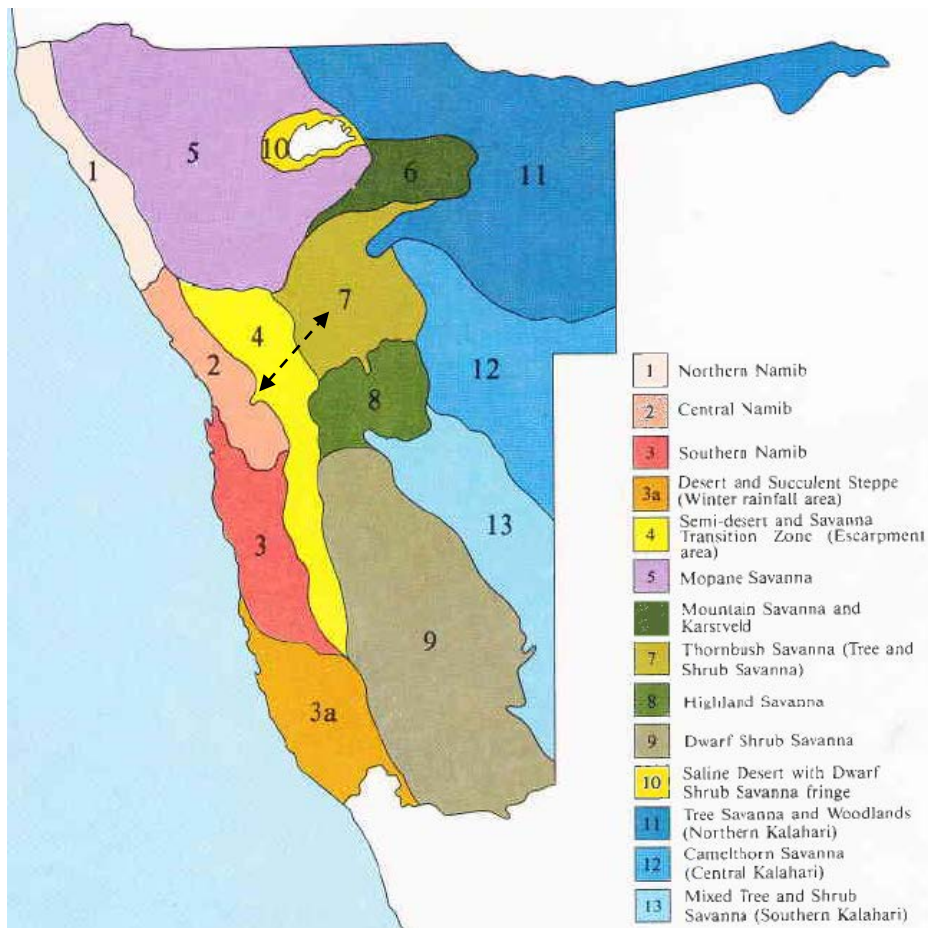 5
10
6
1
11
7
4
2
12
8
13
3
9
3a
1 Northern Namib
2 Central Namib
3 Southern Namib
3a Desert and Succulent Steppe
(Winter rainfall area)
4 Semi-desert and Savanna
Transition Zone (Escarpment
area)
5 Mopane Savanna
Mountain Savanna and
Karstveld
7 Thornbush Savanna (Tree and
Shrub Savanna)
8 Highland Savanna
9 Dwarf Shrub Savanna
10 Saline Desert with Dwarf
Shrub Savanna fringe
11 Tree Savanna and Woodlands
(Northern Kalahari)
12 Camelthorn Savanna
(Central Kalahari)
13 Mixed Tree and Shrub
Savanna (Southern Kalahari)